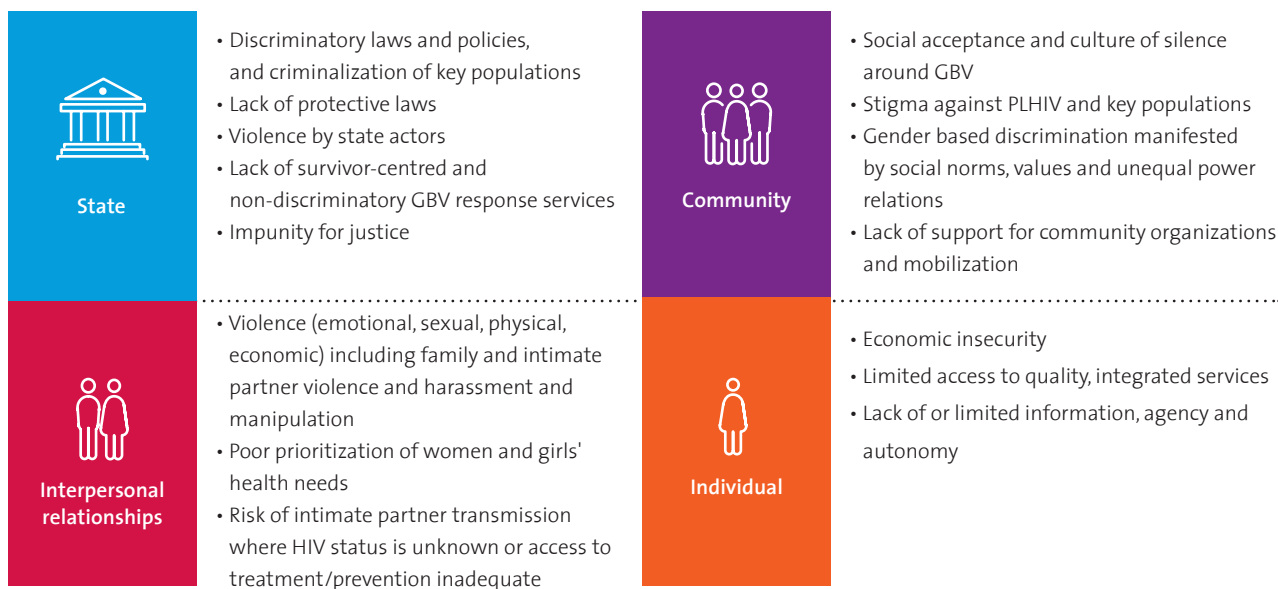 State
• Discriminatory laws and policies,
and criminalization of key populations
• Lack of protective laws
• Violence by state actors
• Lack of survivor-centred and
non-discriminatory GBV response services
• Impunity for justice
Community
• Social acceptance and culture of silence
around GBV
• Stigma against PLHIV and key populations
• Gender based discrimination manifested
by social norms, values and unequal power
relations
• Lack of support for community organizations
and mobilization
Interpersonal
relationships
• Violence (emotional, sexual, physical,
economic) including family and intimate
partner violence and harassment and
manipulation
• Poor prioritization of women and girls'
health needs
• Risk of intimate partner transmission
where HIV status is unknown or access to
treatment/prevention inadequate
Individual
• Economic insecurity
• Limited access to quality, integrated services
• Lack of or limited information, agency and
autonomy